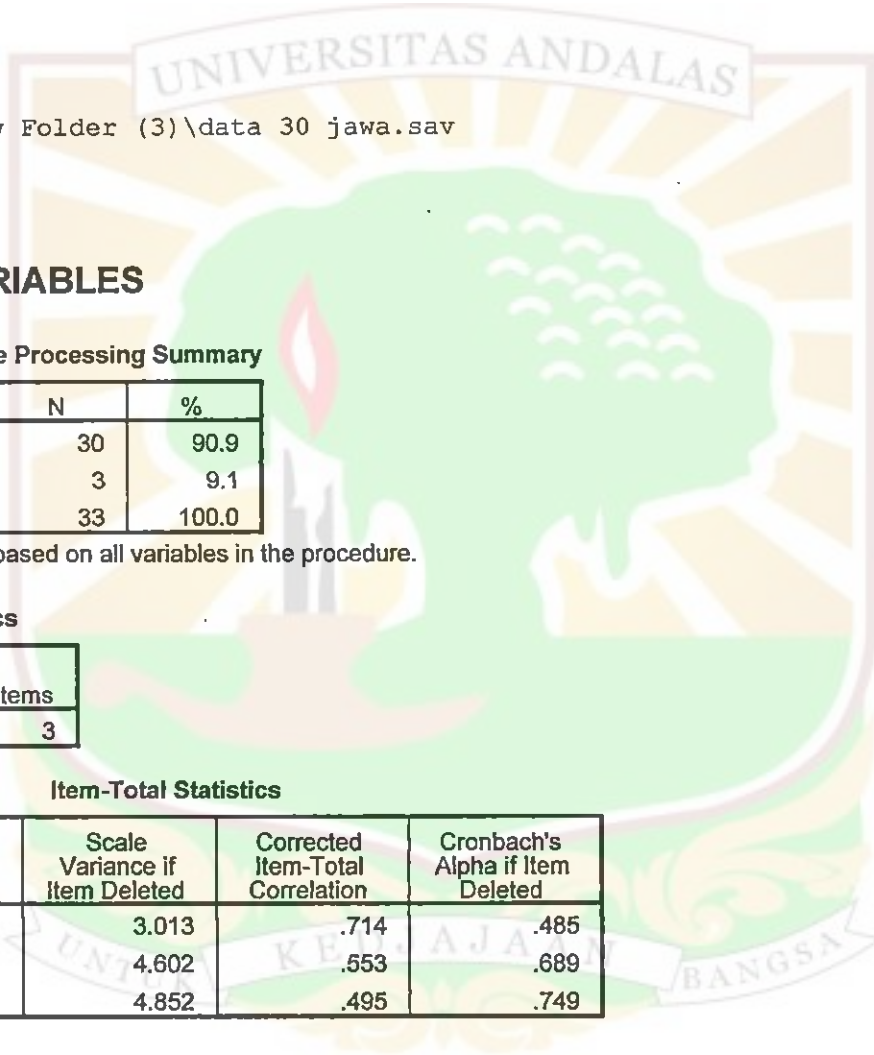 UNIVERSITAS ANDALAS
Folder (3)\data 30 jawa.sav
RIABLES
e Processing Summary
N %
30 90.9
3 9.1
33 100.0
based on all variables in the procedure.
cs
tems
3
Item-Total Statistics
Scale Variance if Item Deleted Corrected Item-Total Correlation Cronbach's Alpha if Item Deleted
3.013 .714 .485
4.602 .553 .689
4.852 .495 .749
UNTUK KEDJAJAAN BANGSA